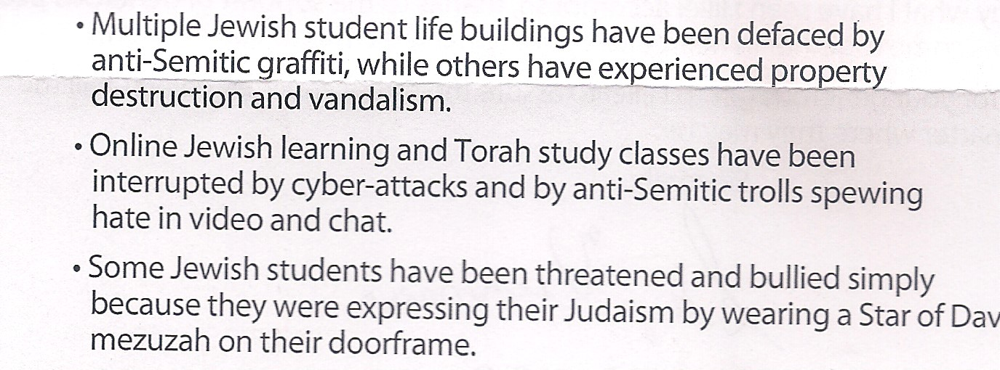 • Multiple Jewish student life buildings have been defaced by
anti-Semitic graffiti, while others have experienced property
destruction and vandalism.
• Online Jewish learning and Torah study classes have been
interrupted by cyber-attacks and by anti-Semitic trolls spewing
hate in video and chat.
• Some Jewish students have been threatened and bullied simply
because they were expressing their Judaism by wearing a Star of Dav
mezuzah on their doorframe.